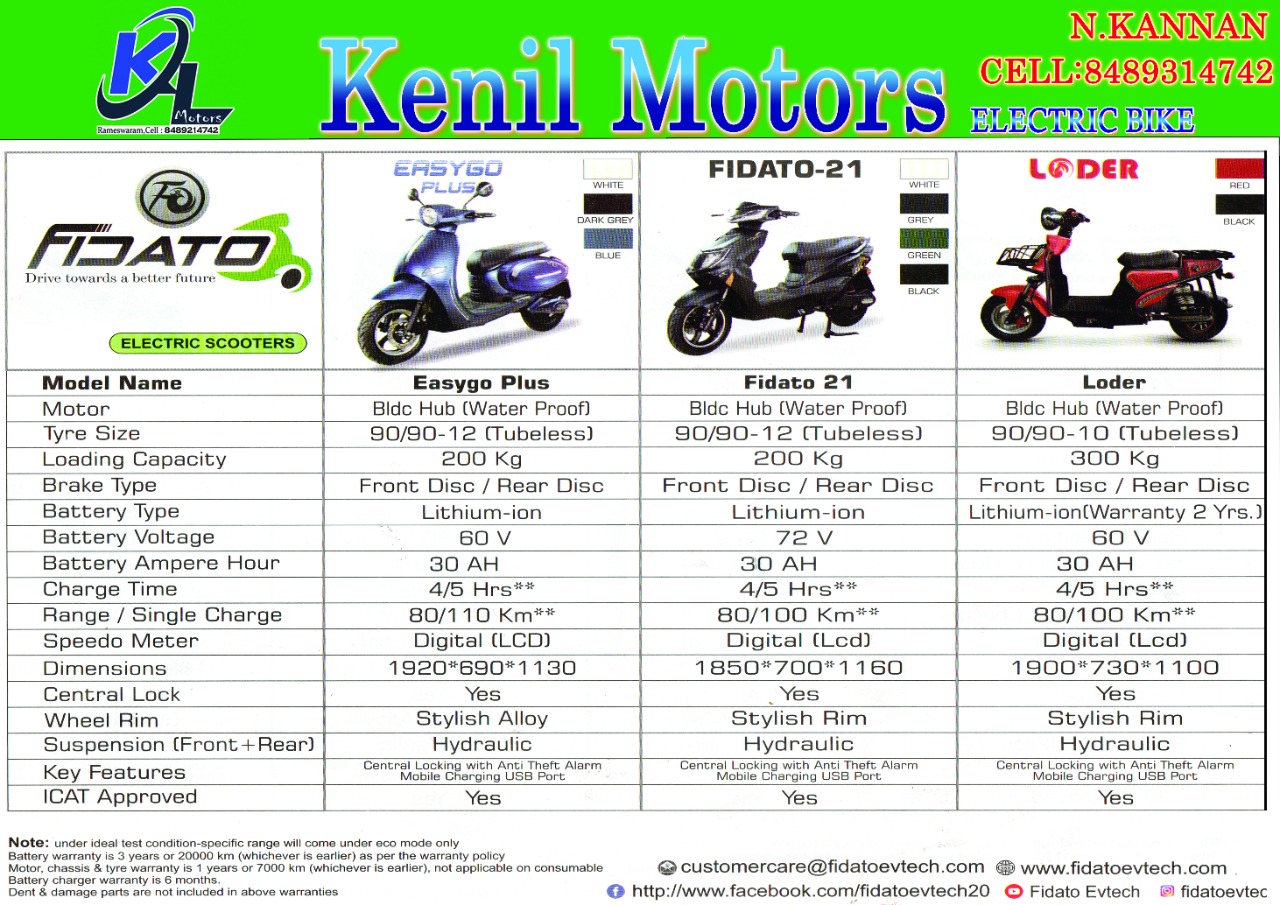 KAL
Motors
Rameswaram,Cell : 8489214742
Kenil Motors
N.KANNAN
CELL:8489314742
ELECTRIC BIKE
FIDATO
Drive towards a better future
ELECTRIC SCOOTERS
EASYGO
PLUS
WHITE
DARK GREY
BLUE
FIDATO-21
WHITE
GREY
GREEN
BLACK
LODER
RED
BLACK
Model Name Easygo Plus Fidato 21 Loder
Motor Bldc Hub (Water Proof) Bldc Hub (Water Proof) Bldc Hub (Water Proof)
Tyre Size 90/90-12 (Tubeless) 90/90-12 (Tubeless) 90/90-10 (Tubeless)
Loading Capacity 200 Kg 200 Kg 300 Kg
Brake Type Front Disc / Rear Disc Front Disc / Rear Disc Front Disc / Rear Disc
Battery Type Lithium-ion Lithium-ion Lithium-ion(Warranty 2 Yrs.)
Battery Voltage 60 V 72 V 60 V
Battery Ampere Hour 30 AH 30 AH 30 AH
Charge Time 4/5 Hrs** 4/5 Hrs** 4/5 Hrs**
Range / Single Charge 80/110 Km** 80/100 Km** 80/100 Km**
Speedo Meter Digital (LCD) Digital (Lcd) Digital (Lcd)
Dimensions 1920*690*1130 1850*700*1160 1900*730*1100
Central Lock Yes Yes Yes
Wheel Rim Stylish Alloy Stylish Rim Stylish Rim
Suspension (Front+Rear) Hydraulic Hydraulic Hydraulic
Key Features Central Locking with Anti Theft Alarm Central Locking with Anti Theft Alarm Central Locking with Anti Theft Alarm
Mobile Charging USB Port Mobile Charging USB Port Mobile Charging USB Port
ICAT Approved Yes Yes Yes
Note: under ideal test condition-specific range will come under eco mode only
Battery warranty is 3 years or 20000 km (whichever is earlier) as per the warranty policy
Motor, chassis & tyre warranty is 1 years or 7000 km (whichever is earlier), not applicable on consumable
Battery charger warranty is 6 months.
Dent & damage parts are not included in above warranties
customercare@fidatoevtech.com www.fidatoevtech.com
http://www.facebook.com/fidatoevtech20 Fidato Evtech fidatoevtec